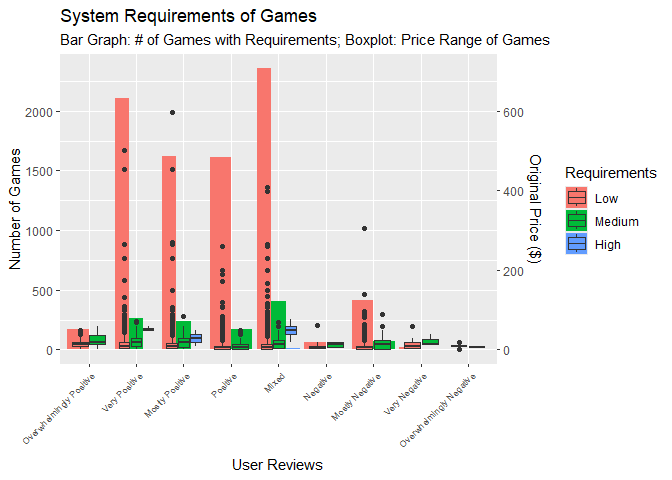 System Requirements of Games
Bar Graph: # of Games with Requirements; Boxplot: Price Range of Games
2000
1500
1000
500
0
Number of Games
600
400
200
0
Original Price ($)
Requirements
Low
Medium
High
Overwhelmingly Positive
Very Positive
Mostly Positive
Positive
Mixed
Negative
Mostly Negative
Very Negative
Overwhelmingly Negative
User Reviews